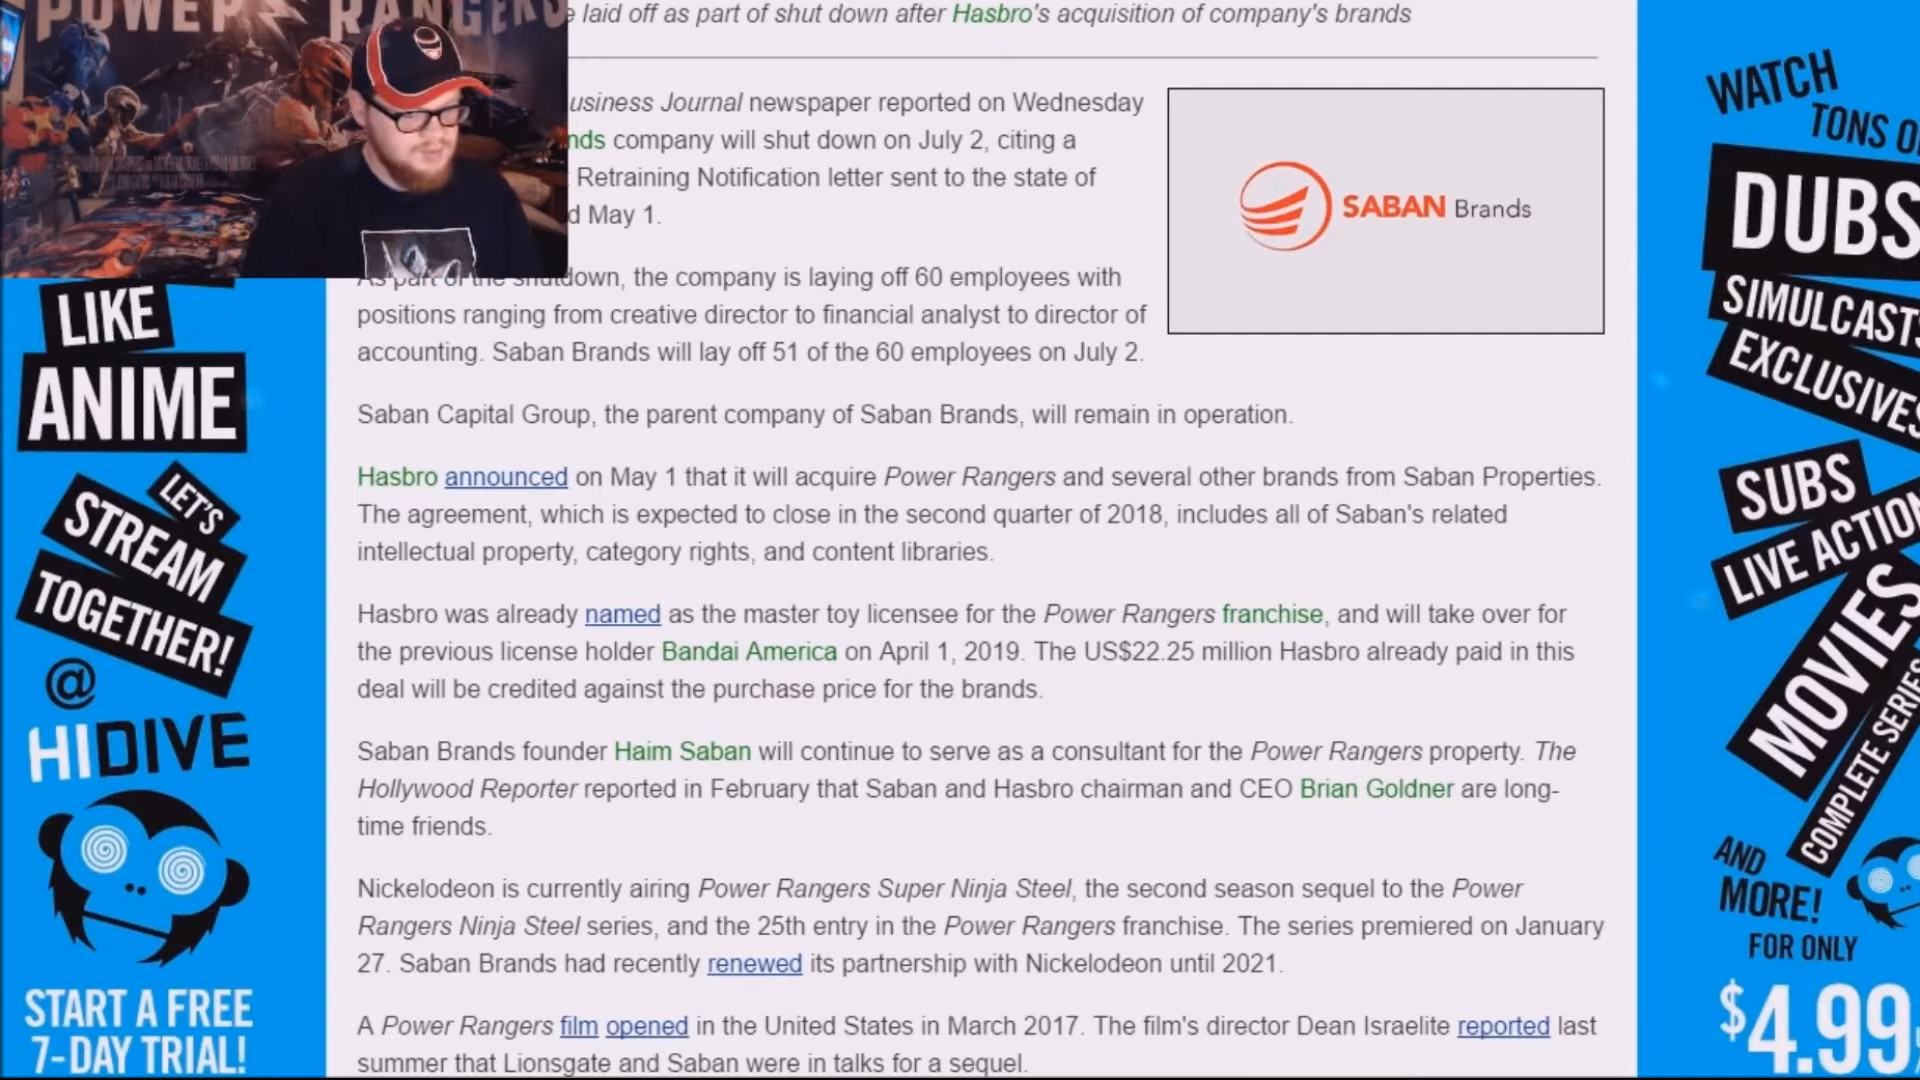 POWER RANGERS
laid off as part of shut down after Hasbro's acquisition of company's brands
usiness Journal newspaper reported on Wednesday
nds company will shut down on July 2, citing a
Retraining Notification letter sent to the state of
d May 1.
SABAN Brands
As part of the shutdown, the company is laying off 60 employees with
positions ranging from creative director to financial analyst to director of
accounting. Saban Brands will lay off 51 of the 60 employees on July 2.
Saban Capital Group, the parent company of Saban Brands, will remain in operation.
Hasbro announced on May 1 that it will acquire Power Rangers and several other brands from Saban Properties.
The agreement, which is expected to close in the second quarter of 2018, includes all of Saban's related
intellectual property, category rights, and content libraries.
Hasbro was already named as the master toy licensee for the Power Rangers franchise, and will take over for
the previous license holder Bandai America on April 1, 2019. The US$22.25 million Hasbro already paid in this
deal will be credited against the purchase price for the brands.
Saban Brands founder Haim Saban will continue to serve as a consultant for the Power Rangers property. The
Hollywood Reporter reported in February that Saban and Hasbro chairman and CEO Brian Goldner are long-
time friends.
Nickelodeon is currently airing Power Rangers Super Ninja Steel, the second season sequel to the Power
Rangers Ninja Steel series, and the 25th entry in the Power Rangers franchise. The series premiered on January
27. Saban Brands had recently renewed its partnership with Nickelodeon until 2021.
A Power Rangers film opened in the United States in March 2017. The film's director Dean Israelite reported last
summer that Lionsgate and Saban were in talks for a sequel.
LIKE
ANIME
LET'S
STREAM
TOGETHER!
@
HIDIVE
START A FREE
7-DAY TRIAL!
WATCH
TONS O
DUBS
SIMULCASTS
EXCLUSIVES
SUBS
LIVE ACTION
MOVIES
COMPLETE SERIES
AND
MORE!
FOR ONLY
$4.99